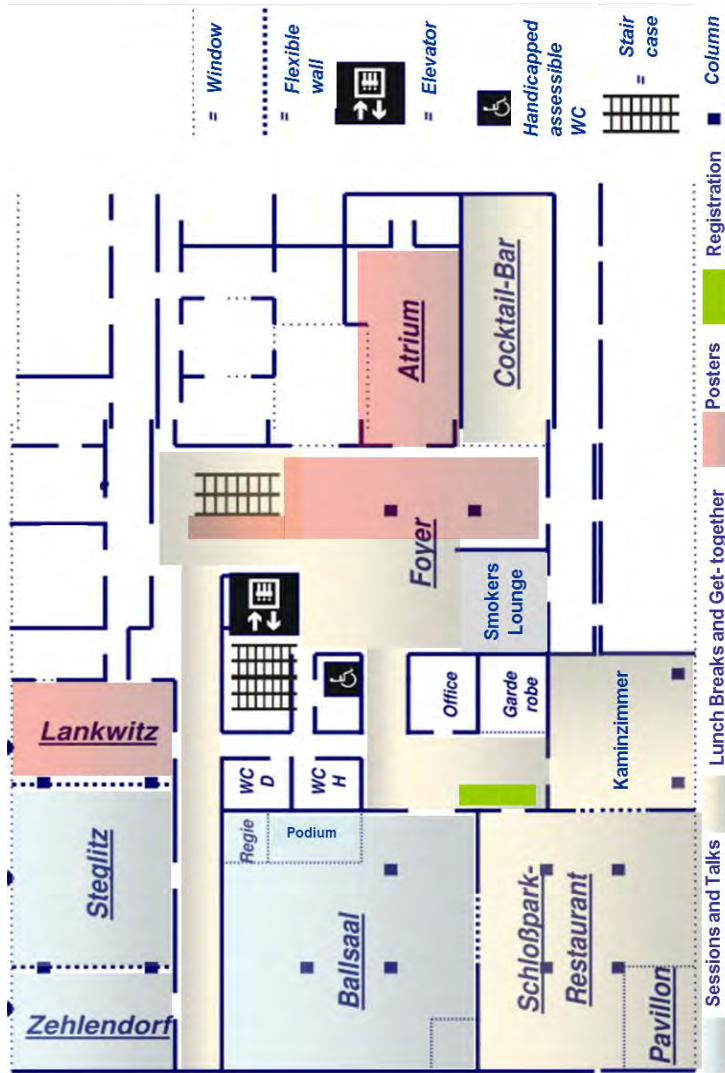 = Window
= Flexible
wall
= Elevator
Handicapped
assessible
WC
= Stair
case
Column
Registration
Posters
Lunch Breaks and Get- together
Sessions and Talks
Atrium
Cocktail-Bar
Foyer
Smokers
Lounge
Lankwitz
Office
Garde
robe
Kaminzimmer
WC
D
WC
H
Steglitz
Regie
Podium
Ballsaal
Schloßpark-
Restaurant
Zehlendorf
Pavillon